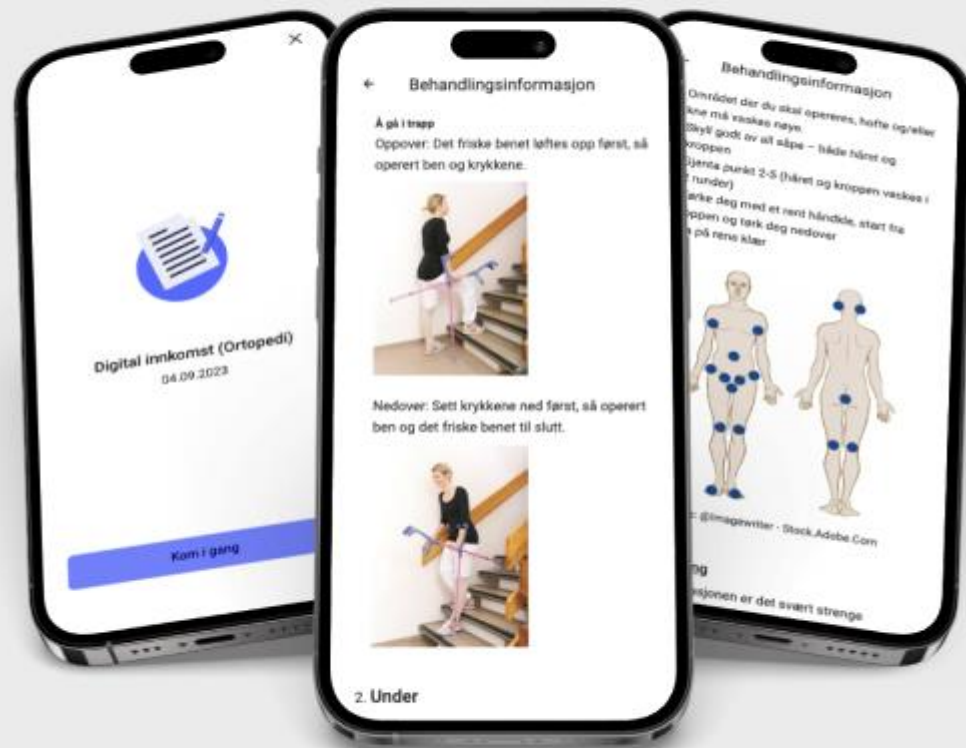 Digital innkomst (Ortopedi)
04.09.2023
Kom i gang
Behandlingsinformasjon
Å gå i trapp
Oppover: Det friske benet løftes opp først, så
operert ben og krykkene.
Nedover: Sett krykkene ned først, så operert
ben og det friske benet til slutt.
2. Under
Behandlingsinformasjon
Området der du skal opereres, hofte og/eller
kne må vaskes nøye.
Skyll godt av all såpe – både håret og
kroppen
Gjenta punkt 2-5 (håret og kroppen vaskes i
runder)
deg med et rent håndkle, start fra
og tørk deg nedover
på rene klær
@Imagewriter - Stock.Adobe.Com
er det svært strenge